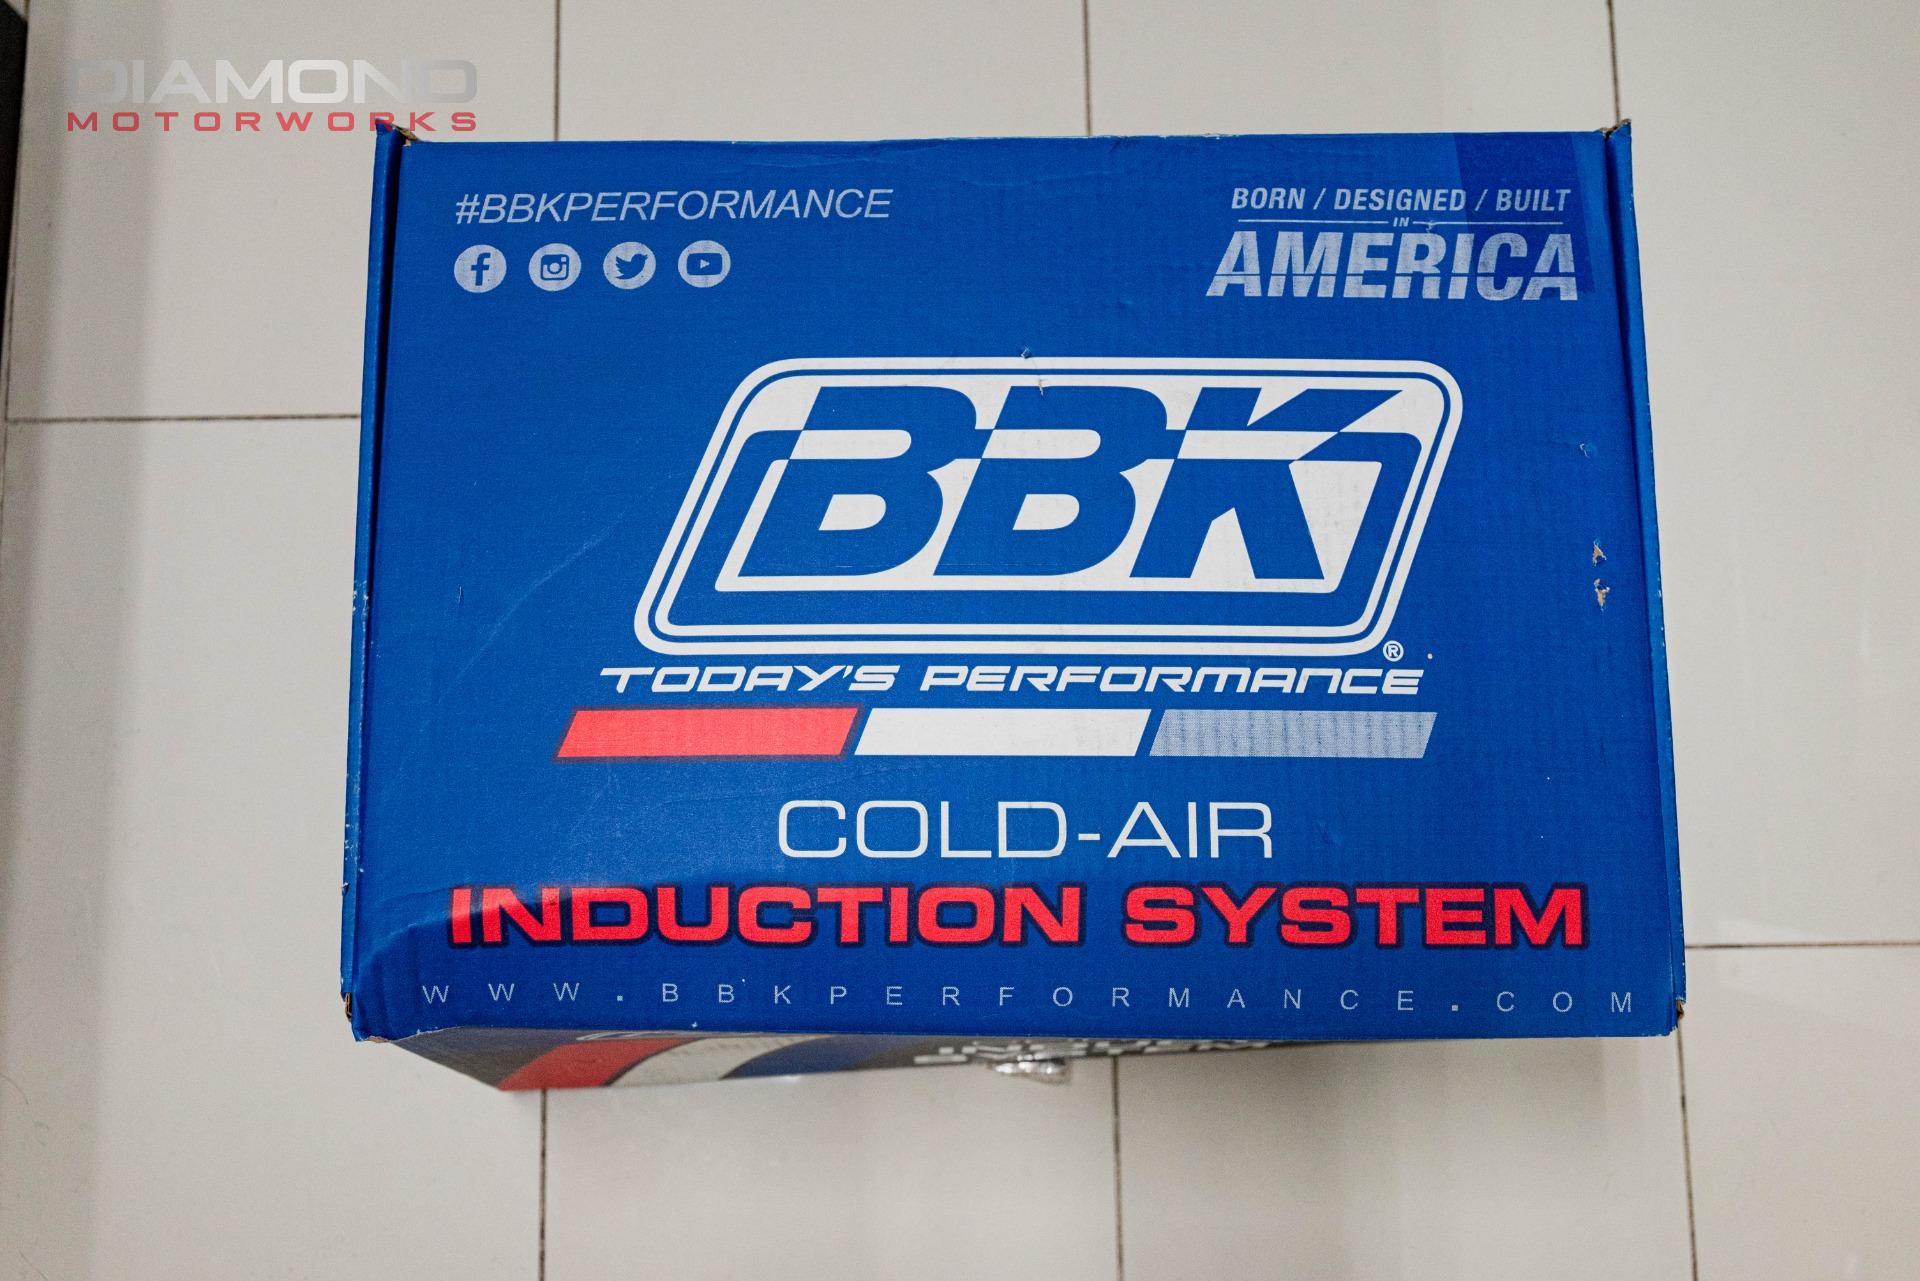 DIAMOND
MOTORWORKS
#BBKPERFORMANCE
BORN / DESIGNED / BUILT
IN
AMERICA
BBK®
TODAY'S PERFORMANCE
COLD-AIR
INDUCTION SYSTEM
WWW.BBKPERFORMANCE.COM